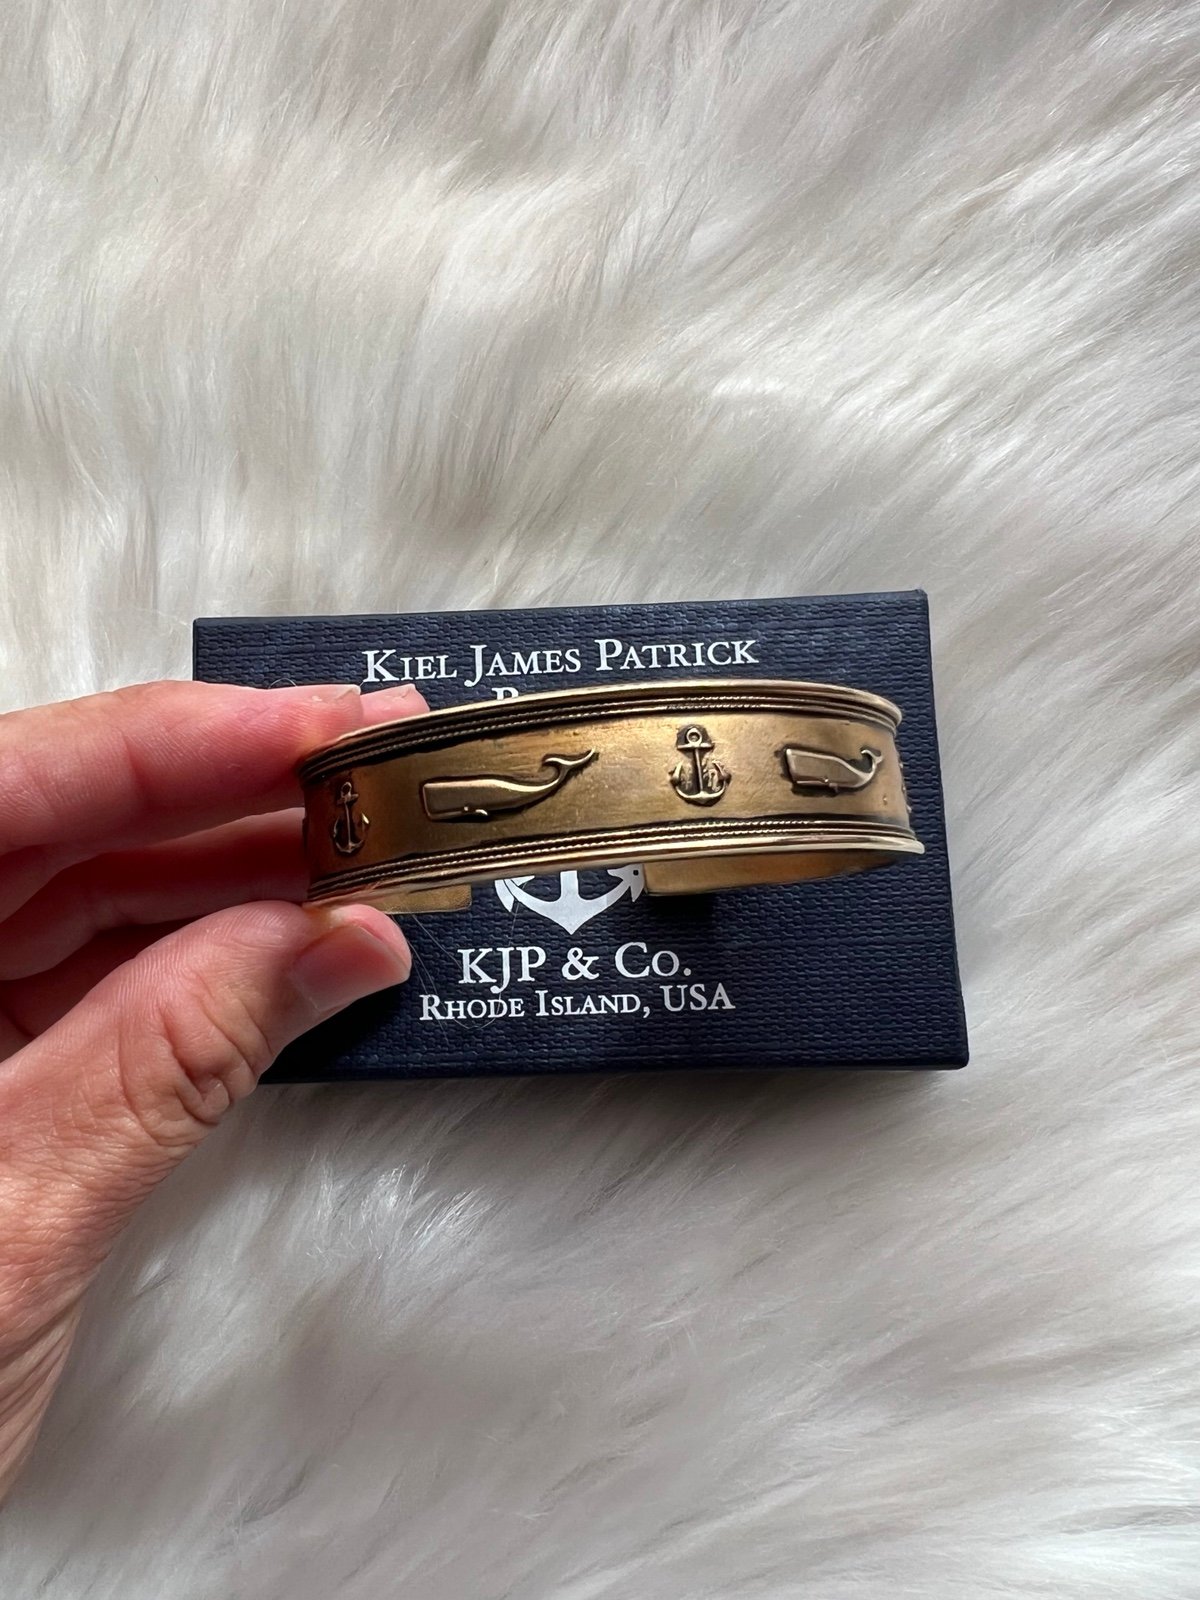 KIEL JAMES PATRICK
KJP & CO.
RHODE ISLAND, USA